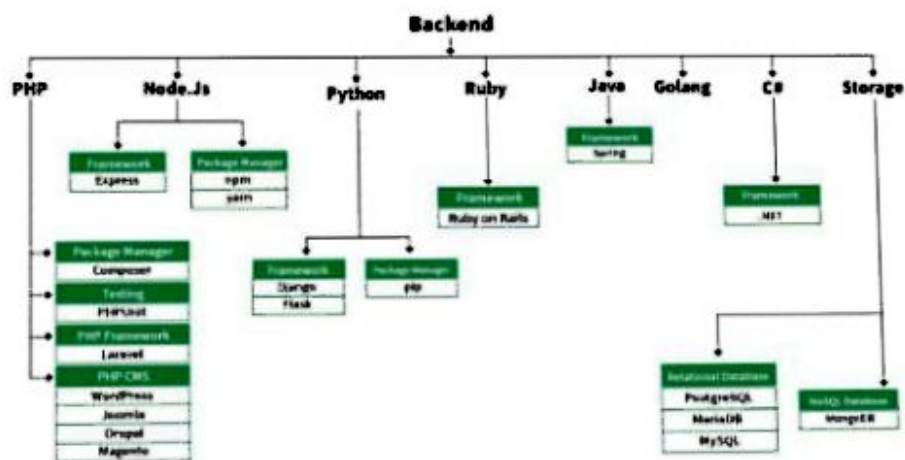 Backend
PHP
Node.Js
Python
Ruby
Java
Golang
C#
Storage
Framework
Express
Package Manager
npm
yarn
Framework
Spring
Framework
Ruby on Rails
Framework
.NET
Package Manager
Composer
Testing
PHPUnit
PHP Framework
Laravel
PHP CMS
WordPress
Joomla
Drupal
Magento
Framework
Django
Flask
Package Manager
pip
Relational Database
PostgreSQL
MariaDB
MySQL
NoSQL Database
MongoDB